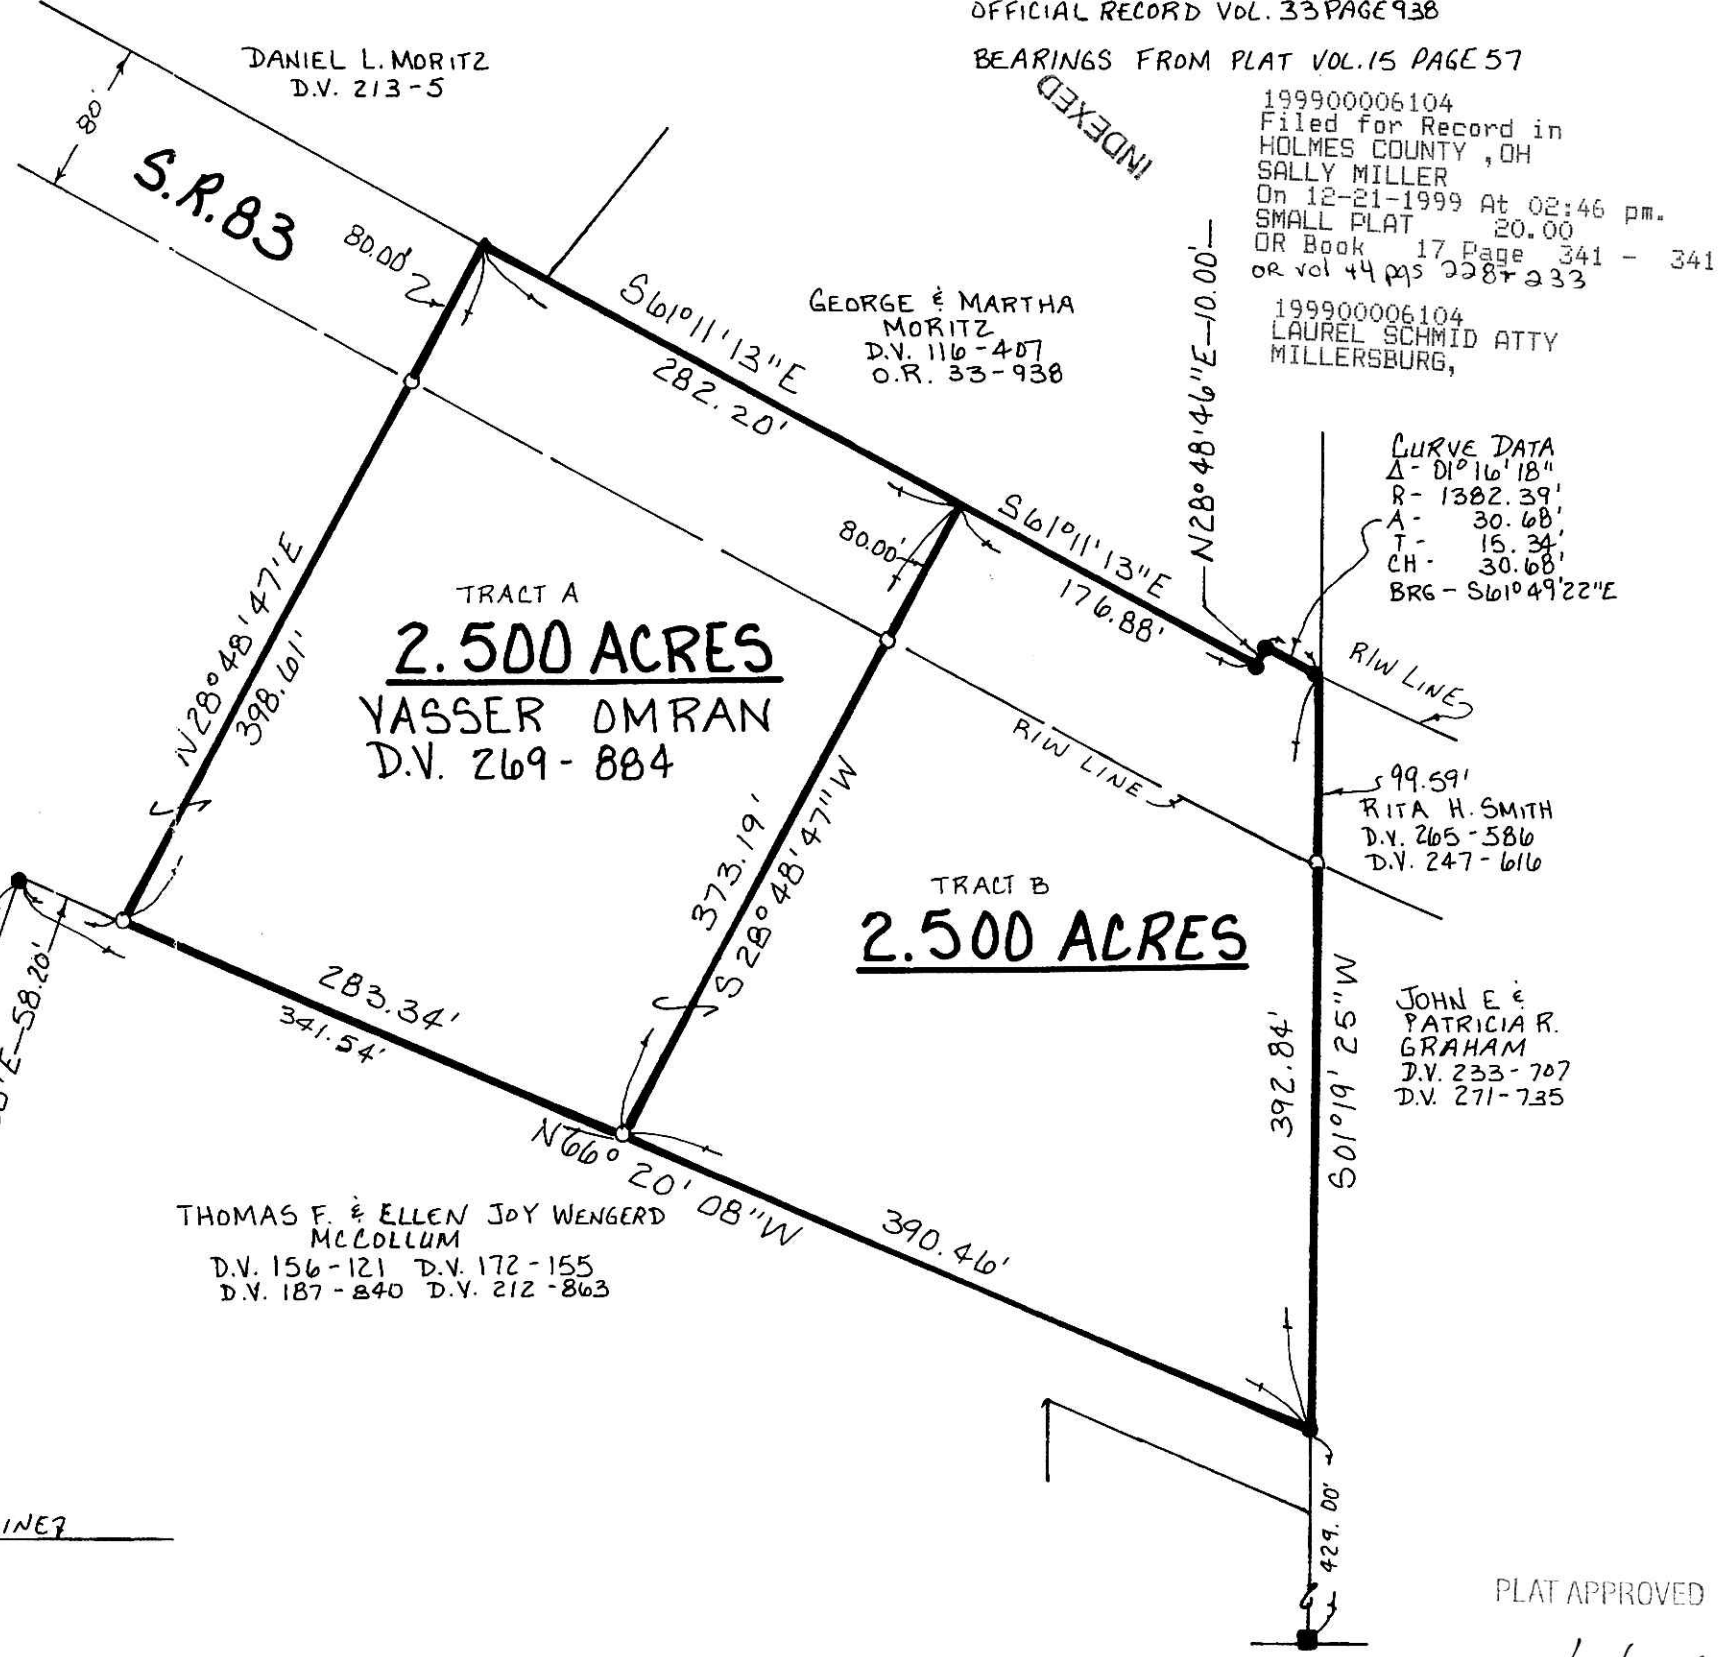 OFFICIAL RECORD VOL. 33 PAGE 938
BEARINGS FROM PLAT VOL. 15 PAGE 57
INDEXED
199900006104
Filed for Record in
HOLMES COUNTY , OH
SALLY MILLER
On 12-21-1999 At 02:46 pm.
SMALL PLAT 20.00
OR Book 17 Page 341 - 341
OR vol 44 pgs 228+233
199900006104
LAUREL SCHMID ATTY
MILLERSBURG,
DANIEL L. MORITZ
D.V. 213-5
80'
S.R. 83
80.00'
S61°11'13"E
282.20'
GEORGE & MARTHA
MORITZ
D.V. 116-407
O.R. 33-938
N28°48'46"E-10.00'
CURVE DATA
Δ- 01°16'18"
R- 1382.39'
A- 30.68'
T- 15.34'
CH- 30.68'
BRG- S61°49'22"E
80.00'
S61°11'13"E
176.88'
R/W LINE
N28°48'47'E
398.61'
TRACT A
2.500 ACRES
YASSER OMRAN
D.V. 269-884
R/W LINE
99.59'
RITA H. SMITH
D.V. 265-586
D.V. 247-616
373.19'
S 28°48'47"W
TRACT B
2.500 ACRES
392.84'
S01°19'25"W
JOHN E &
PATRICIA R.
GRAHAM
D.V. 233-707
D.V. 271-735
'E-58.20'
283.34'
341.54'
N66° 20' 08"W
390.46'
THOMAS F. & ELLEN JOY WENGERD
MCCOLLUM
D.V. 156-121 D.V. 172-155
D.V. 187-840 D.V. 212-863
429.00'
INE
PLAT APPROVED